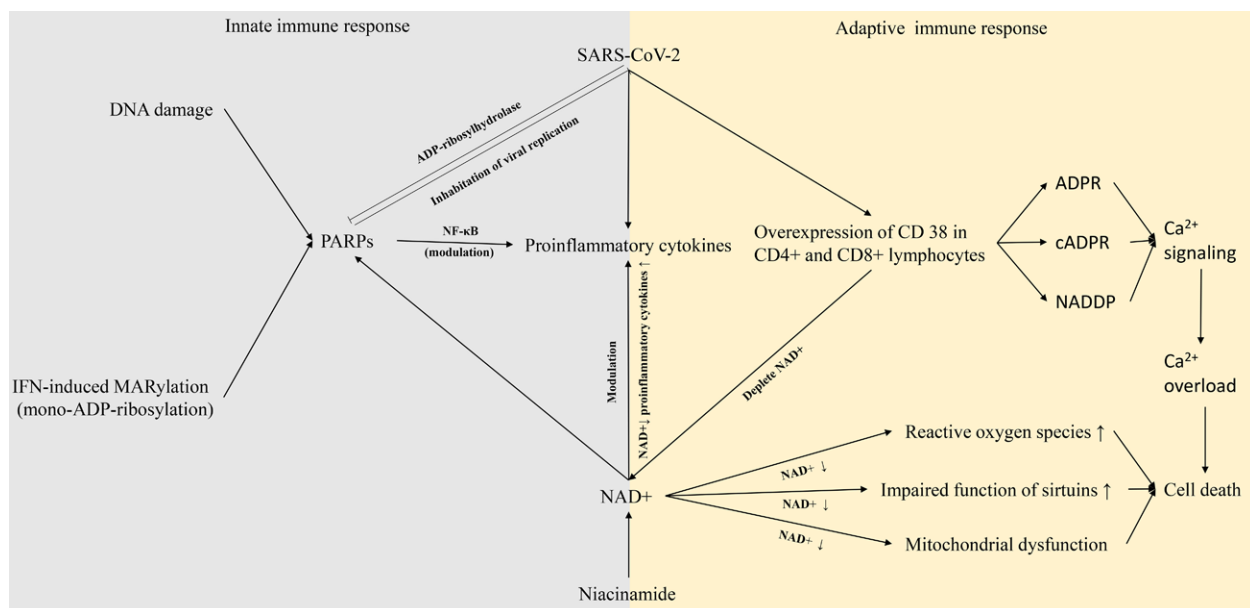 Innate immune response
Adaptive immune response
SARS-CoV-2
DNA damage
ADP-ribosylhydrolase
Inhabitation of viral replication
PARPs
NF-κB
(modulation)
Proinflammatory cytokines
Overexpression of CD 38 in
CD4+ and CD8+ lymphocytes
ADPR
cADPR
NADDP
Ca²⁺
signaling
Ca²⁺
overload
IFN-induced MARylation
(mono-ADP-ribosylation)
Modulation
NAD+↓ proinflammatory cytokines ↑
Deplete NAD+
NAD+
NAD+ ↓
NAD+ ↓
NAD+ ↓
Reactive oxygen species ↑
Impaired function of sirtuins ↑
Mitochondrial dysfunction
Cell death
Niacinamide